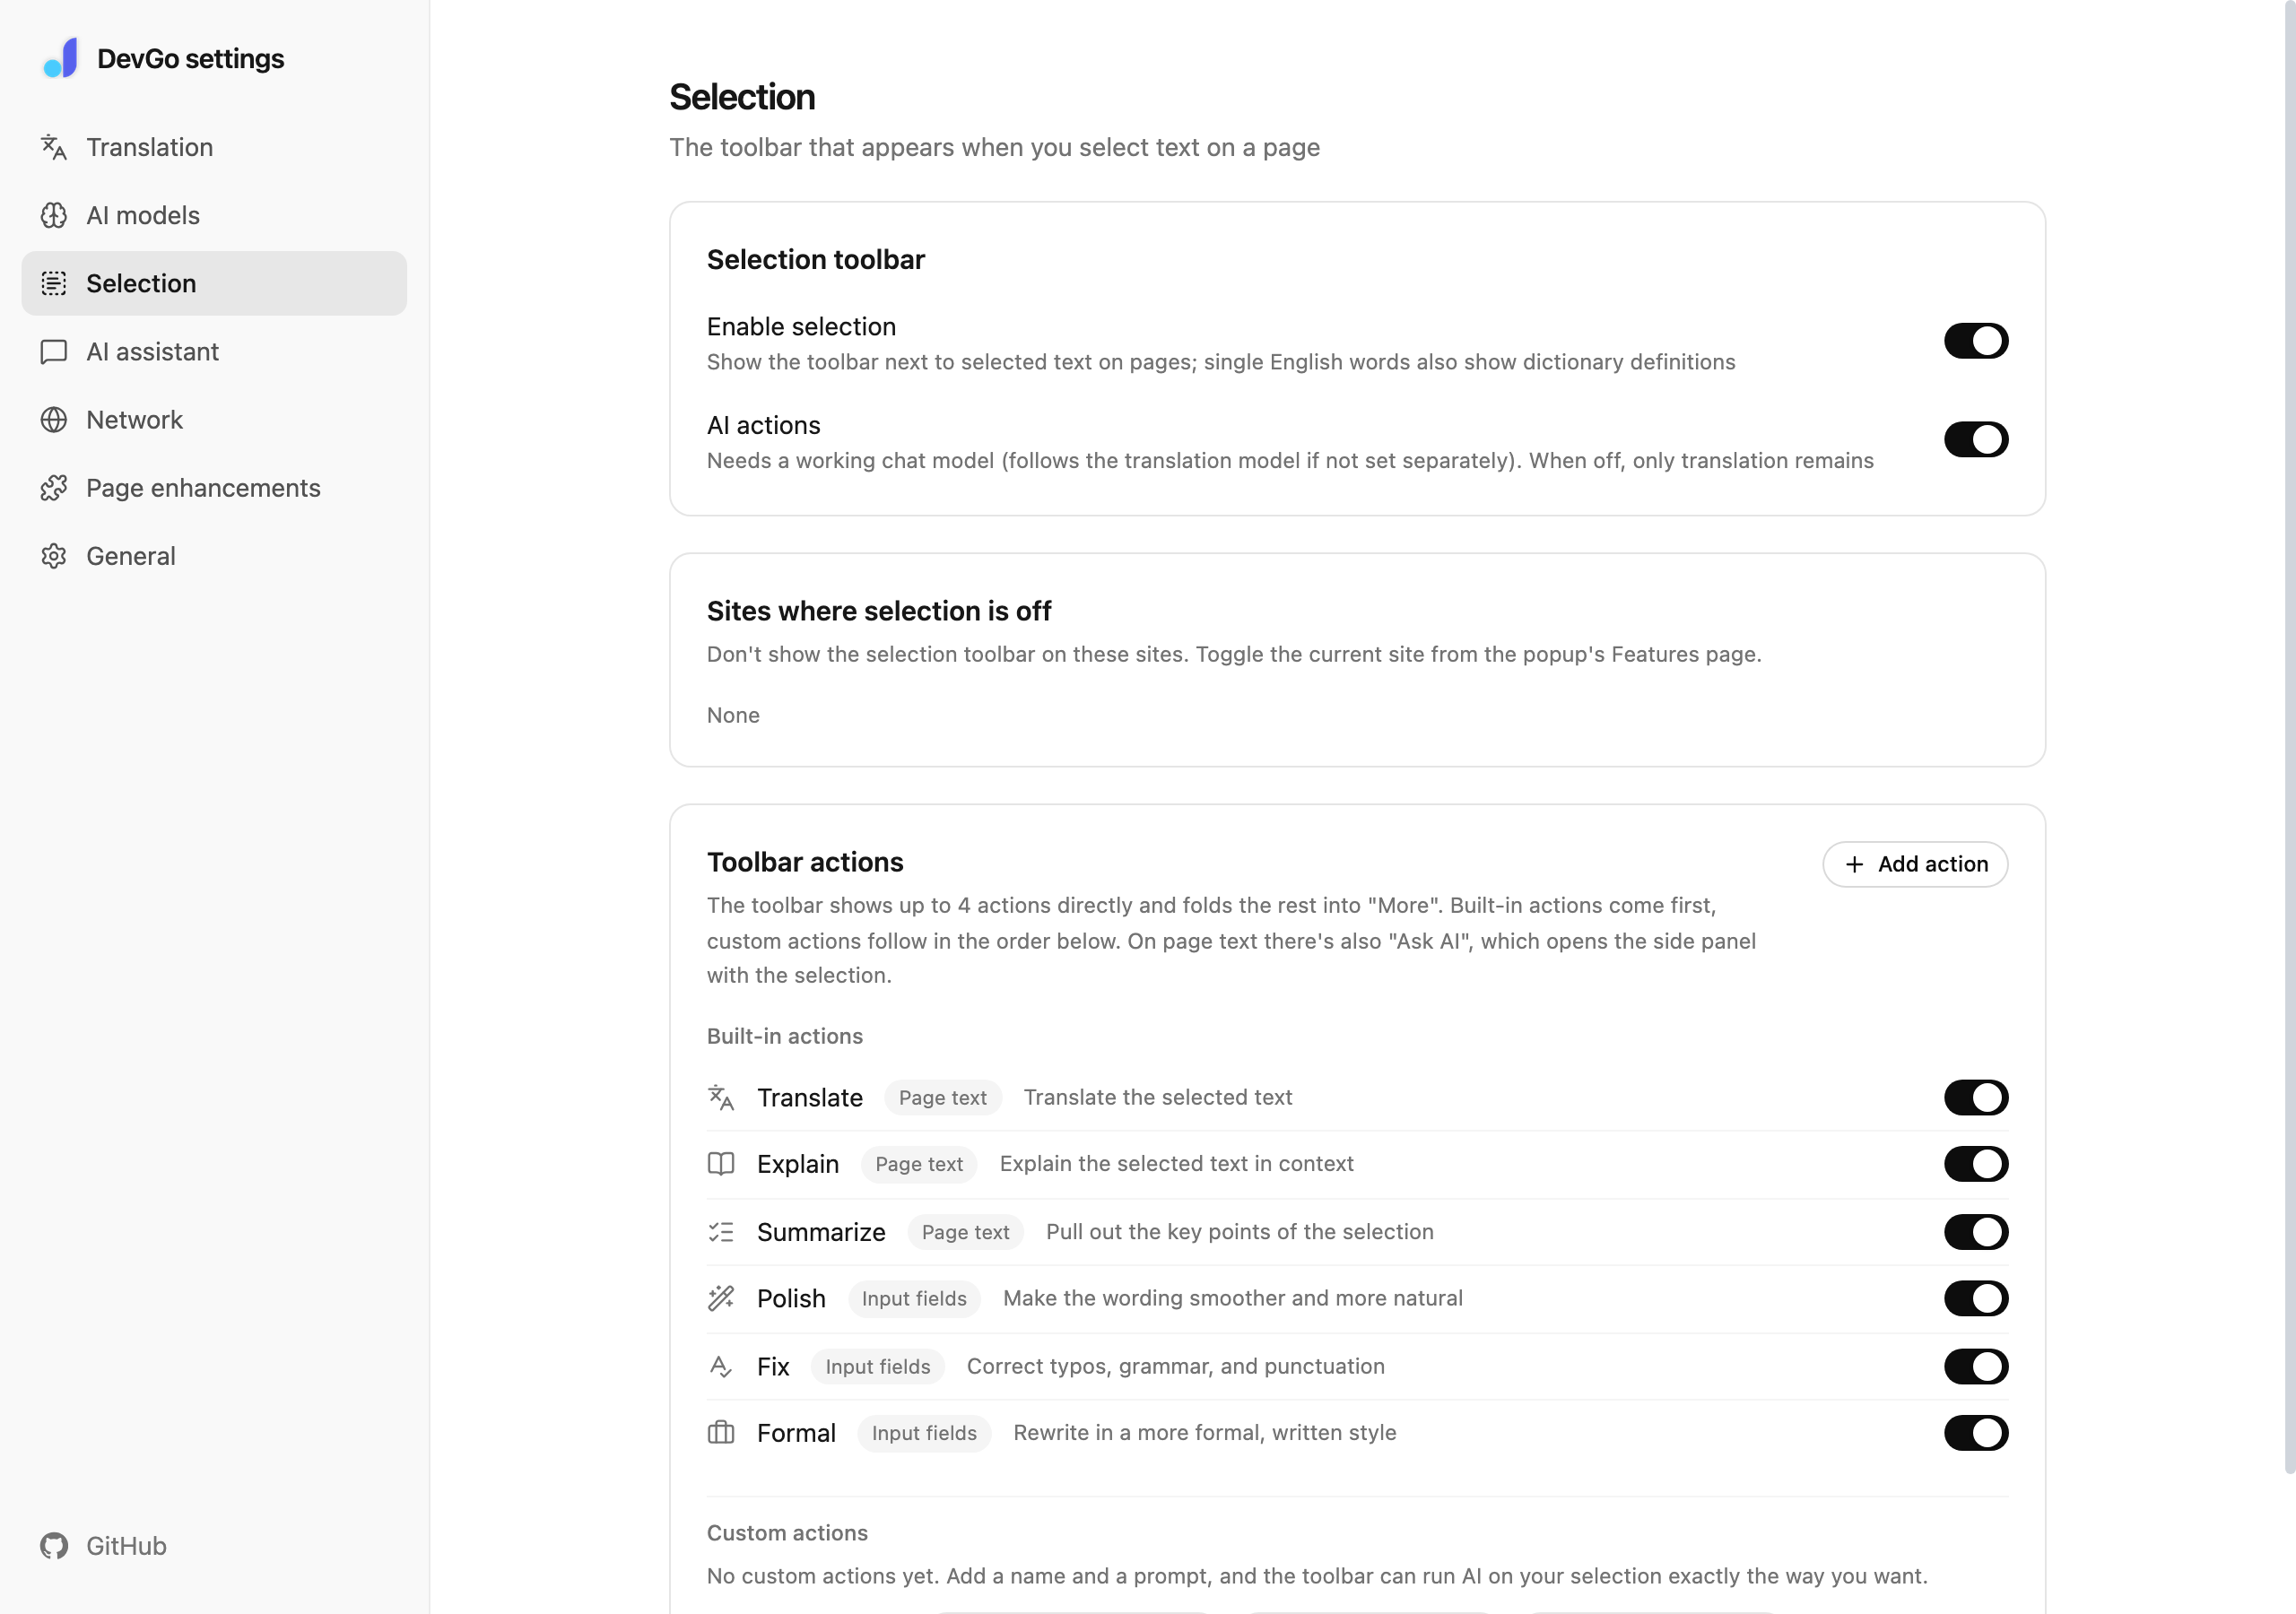 DevGo settings
Translation
AI models
Selection
AI assistant
Network
Page enhancements
General
GitHub
Selection
The toolbar that appears when you select text on a page
Selection toolbar
Enable selection
Show the toolbar next to selected text on pages; single English words also show dictionary definitions
AI actions
Needs a working chat model (follows the translation model if not set separately). When off, only translation remains
Sites where selection is off
Don't show the selection toolbar on these sites. Toggle the current site from the popup's Features page.
None
Toolbar actions
Add action
The toolbar shows up to 4 actions directly and folds the rest into "More". Built-in actions come first,
custom actions follow in the order below. On page text there's also "Ask AI", which opens the side panel
with the selection.
Built-in actions
Translate Page text Translate the selected text
Explain Page text Explain the selected text in context
Summarize Page text Pull out the key points of the selection
Polish Input fields Make the wording smoother and more natural
Fix Input fields Correct typos, grammar, and punctuation
Formal Input fields Rewrite in a more formal, written style
Custom actions
No custom actions yet. Add a name and a prompt, and the toolbar can run AI on your selection exactly the way you want.